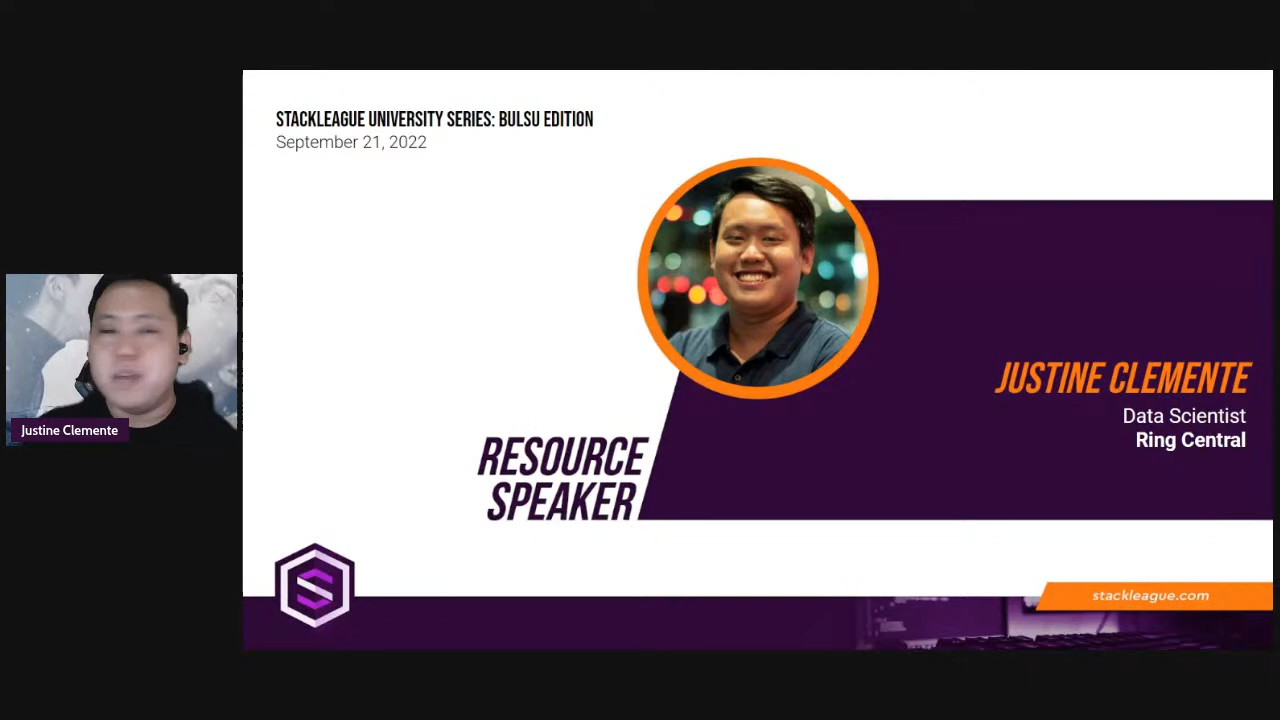 STACKLEAGUE UNIVERSITY SERIES: BULSU EDITION
September 21, 2022
Justine Clemente
JUSTINE CLEMENTE
Data Scientist
Ring Central
RESOURCE
SPEAKER
stackleague.com